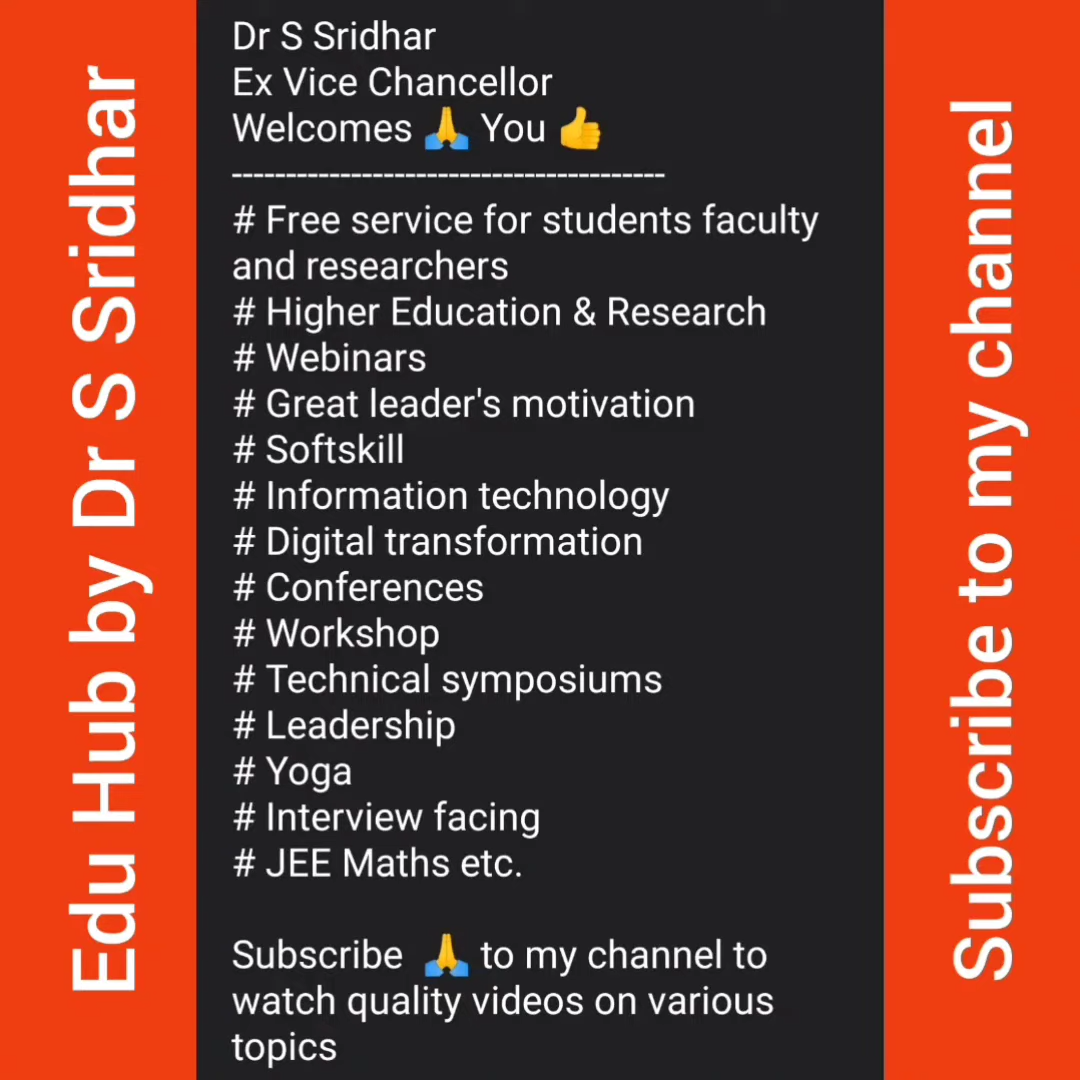 Edu Hub by Dr S Sridhar
Dr S Sridhar
Ex Vice Chancellor
Welcomes 🙏 You 👍
----------------------------------------
# Free service for students faculty
and researchers
# Higher Education & Research
# Webinars
# Great leader's motivation
# Softskill
# Information technology
# Digital transformation
# Conferences
# Workshop
# Technical symposiums
# Leadership
# Yoga
# Interview facing
# JEE Maths etc.
Subscribe 🙏 to my channel to
watch quality videos on various
topics
Subscribe to my channel